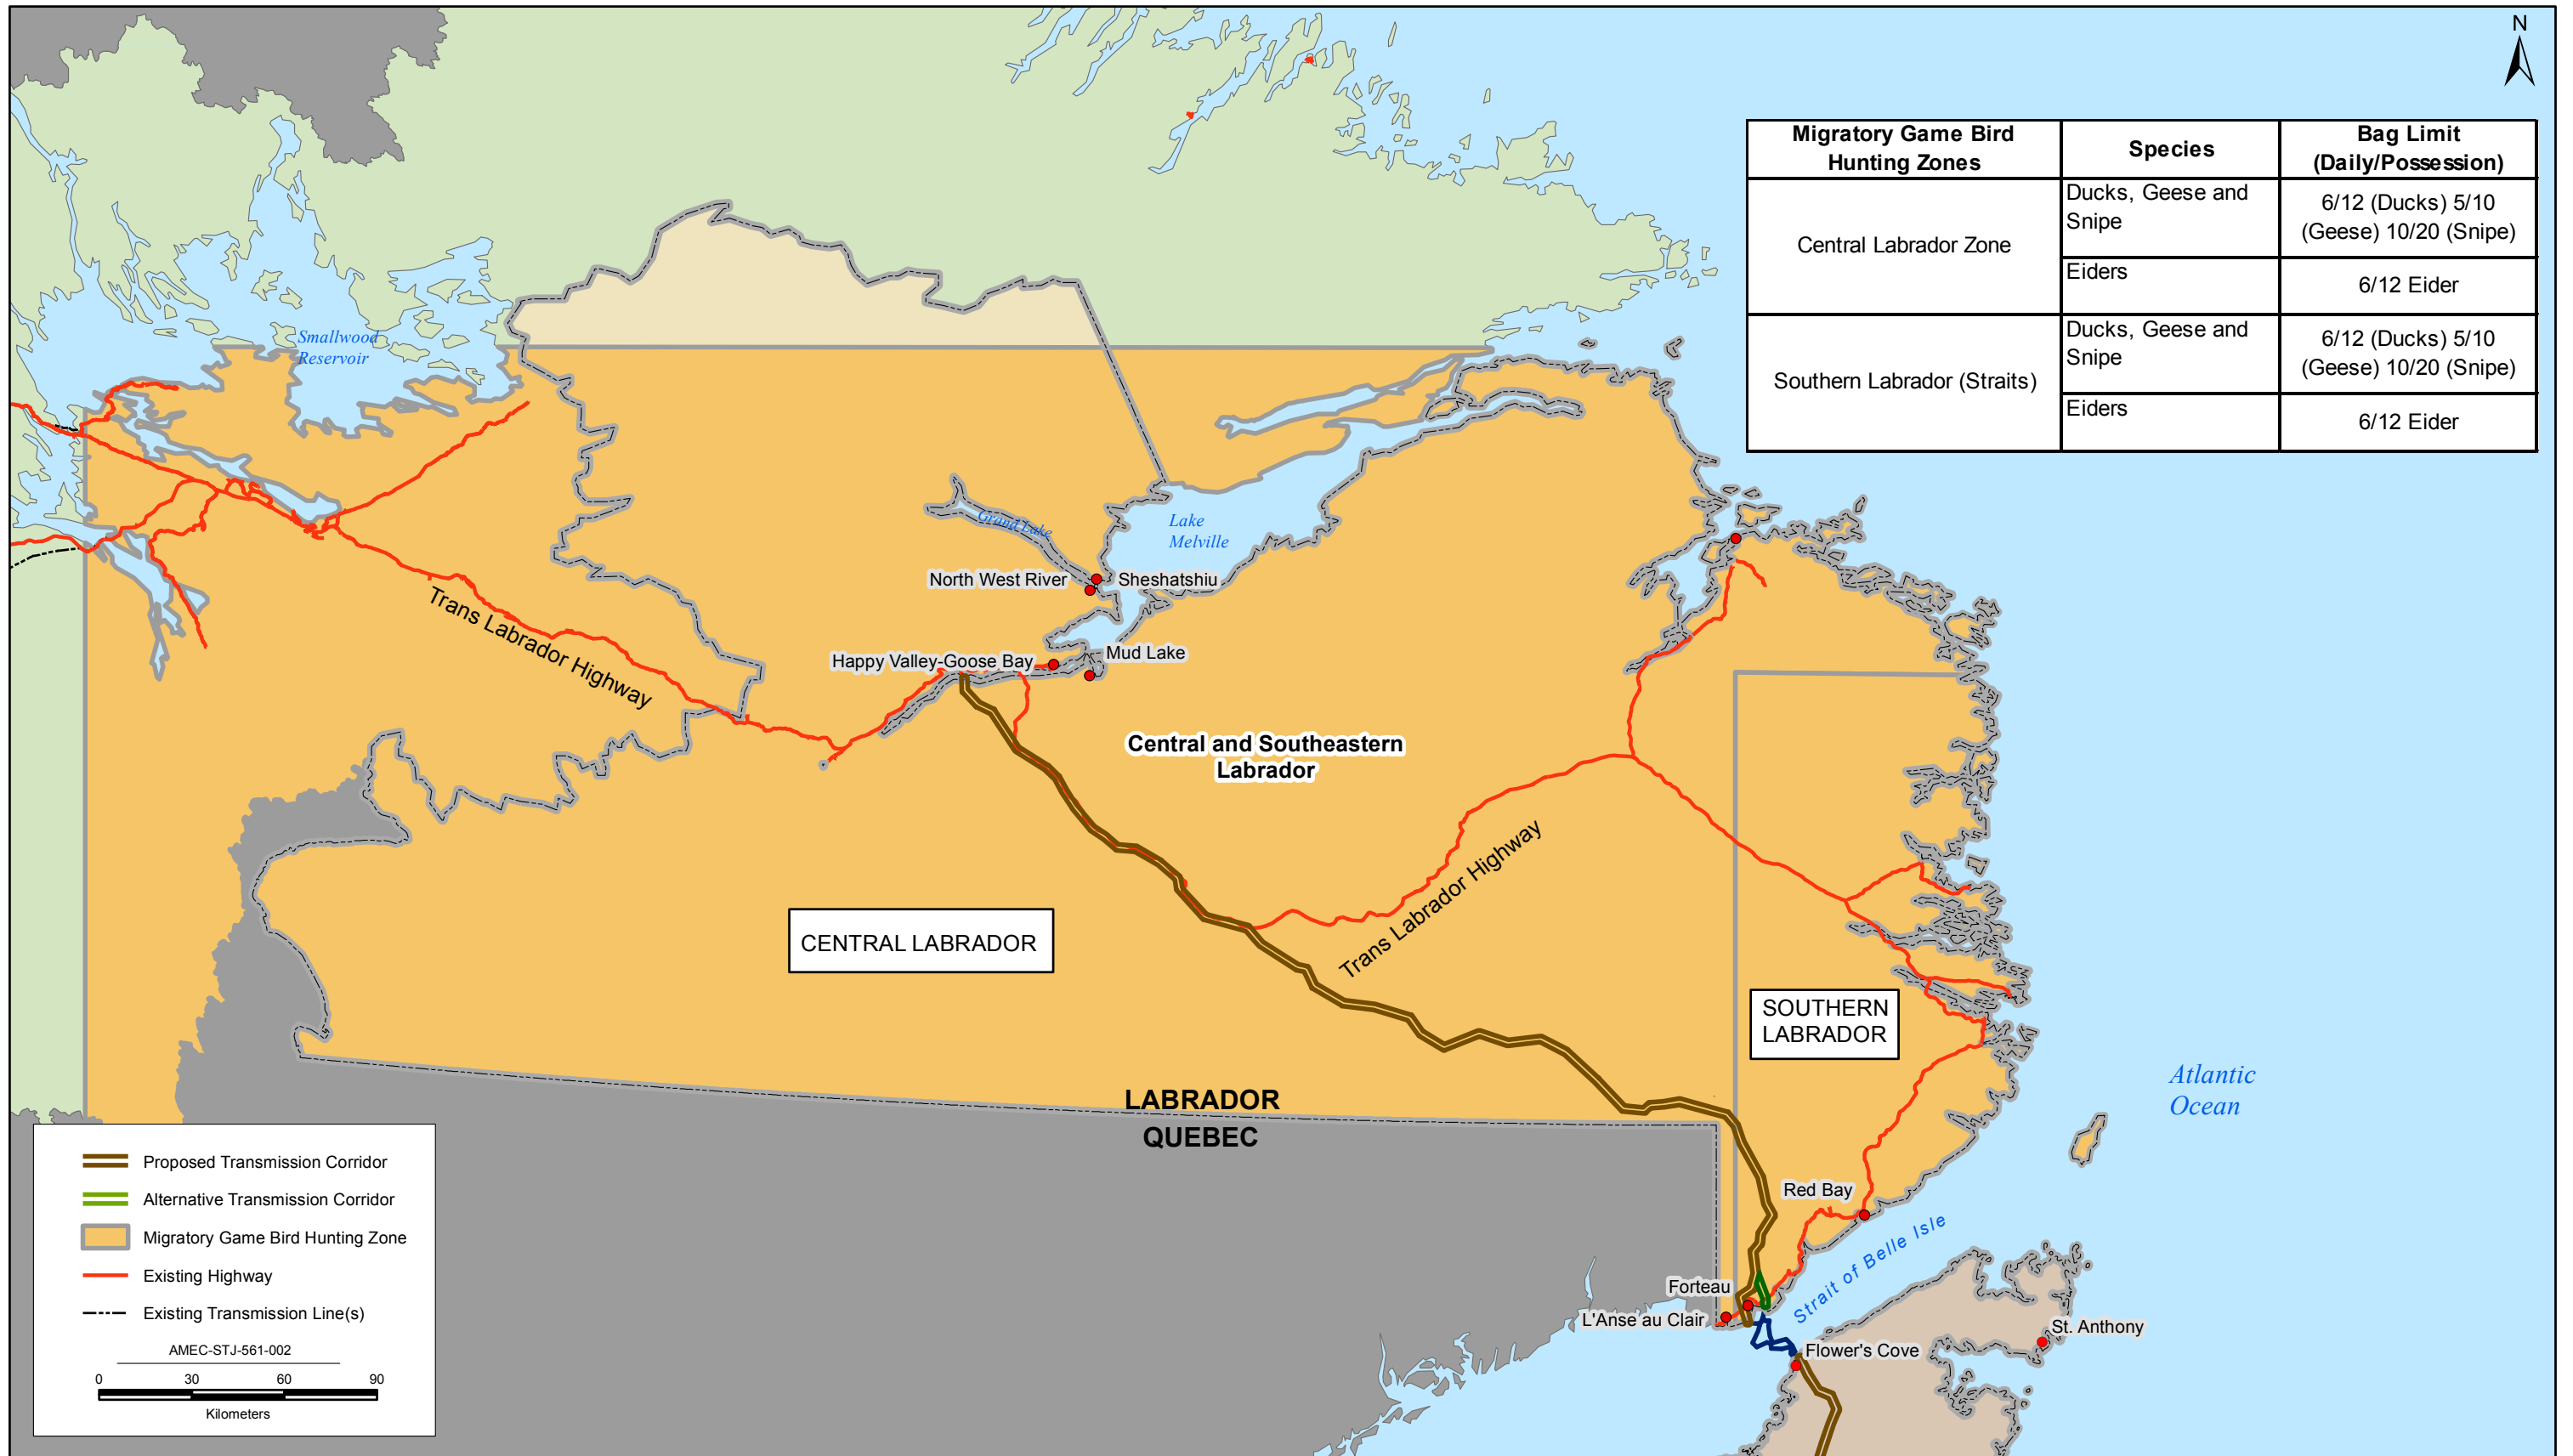 N
Migratory Game Bird
Hunting Zones
Species
Bag Limit
(Daily/Possession)
Central Labrador Zone
Ducks, Geese and
Snipe
6/12 (Ducks) 5/10
(Geese) 10/20 (Snipe)
Eiders
6/12 Eider
Southern Labrador (Straits)
Ducks, Geese and
Snipe
6/12 (Ducks) 5/10
(Geese) 10/20 (Snipe)
Eiders
6/12 Eider
Smallwood
Reservoir
Grand Lake
Lake
Melville
North West River
Sheshatshiu
Trans Labrador Highway
Happy Valley-Goose Bay
Mud Lake
Central and Southeastern
Labrador
Trans Labrador Highway
CENTRAL LABRADOR
SOUTHERN
LABRADOR
LABRADOR
QUEBEC
Atlantic
Ocean
Red Bay
Strait of Belle Isle
Forteau
L'Anse au Clair
Flower's Cove
St. Anthony
Proposed Transmission Corridor
Alternative Transmission Corridor
Migratory Game Bird Hunting Zone
Existing Highway
Existing Transmission Line(s)
AMEC-STJ-561-002
0 30 60 90
Kilometers